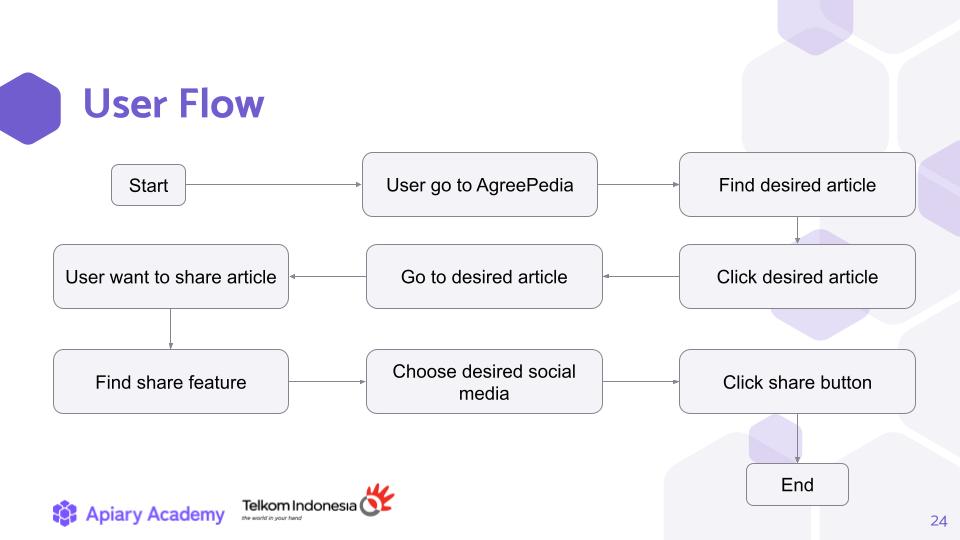 User Flow
Start
User go to AgreePedia
Find desired article
Click desired article
Go to desired article
User want to share article
Find share feature
Choose desired social
media
Click share button
End
Apiary Academy
Telkom Indonesia
the world in your hand
24